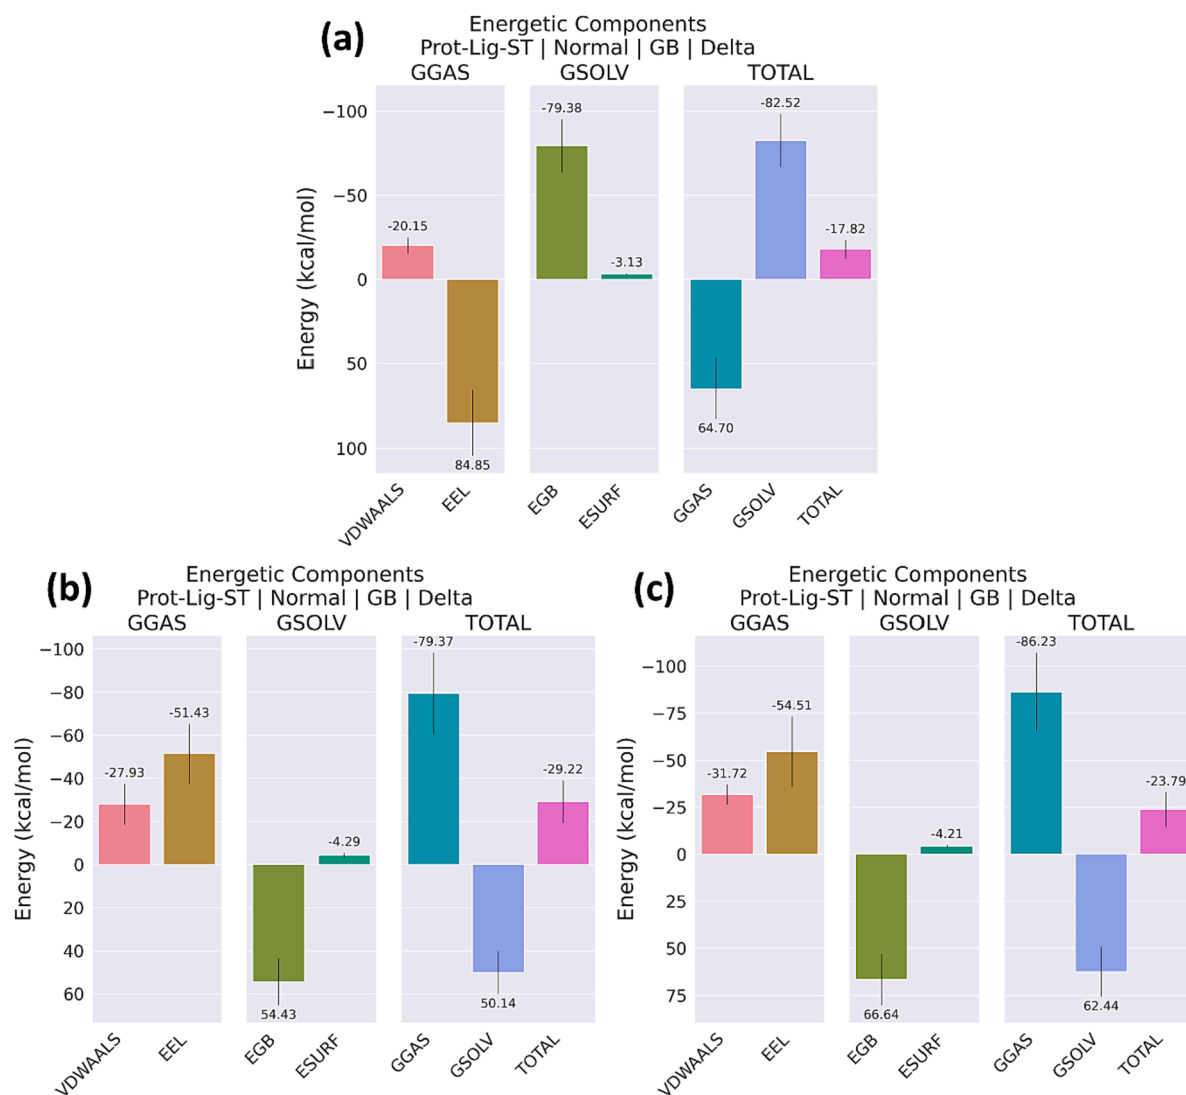 (a)
Energetic Components
Prot-Lig-ST | Normal | GB | Delta
GGAS GSOLV TOTAL
Energy (kcal/mol)
−100
−50
0
50
100
-20.15
84.85
-79.38
-3.13
64.70
-82.52
-17.82
VDWAALS
EEL
EGB
ESURF
GGAS
GSOLV
TOTAL
(b)
Energetic Components
Prot-Lig-ST | Normal | GB | Delta
GGAS GSOLV TOTAL
Energy (kcal/mol)
−100
−80
−60
−40
−20
0
20
40
60
-27.93
-51.43
54.43
-4.29
-79.37
50.14
-29.22
VDWAALS
EEL
EGB
ESURF
GGAS
GSOLV
TOTAL
(c)
Energetic Components
Prot-Lig-ST | Normal | GB | Delta
GGAS GSOLV TOTAL
Energy (kcal/mol)
−100
−75
−50
−25
0
25
50
75
-31.72
-54.51
66.64
-4.21
-86.23
62.44
-23.79
VDWAALS
EEL
EGB
ESURF
GGAS
GSOLV
TOTAL